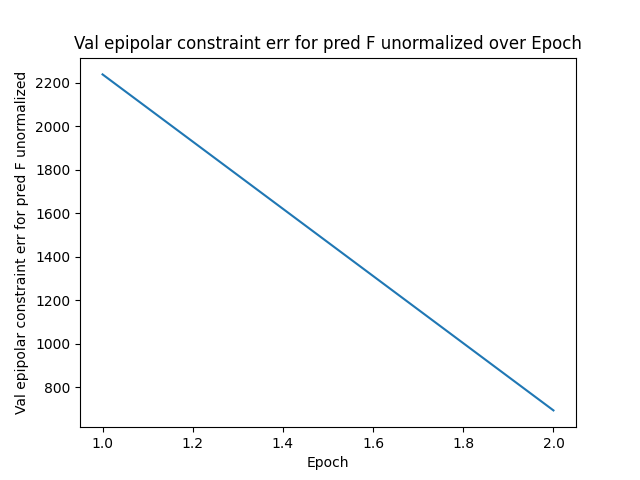 Val epipolar constraint err for pred F unormalized over Epoch
Val epipolar constraint err for pred F unormalized
2200
2000
1800
1600
1400
1200
1000
800
1.0 1.2 1.4 1.6 1.8 2.0
Epoch